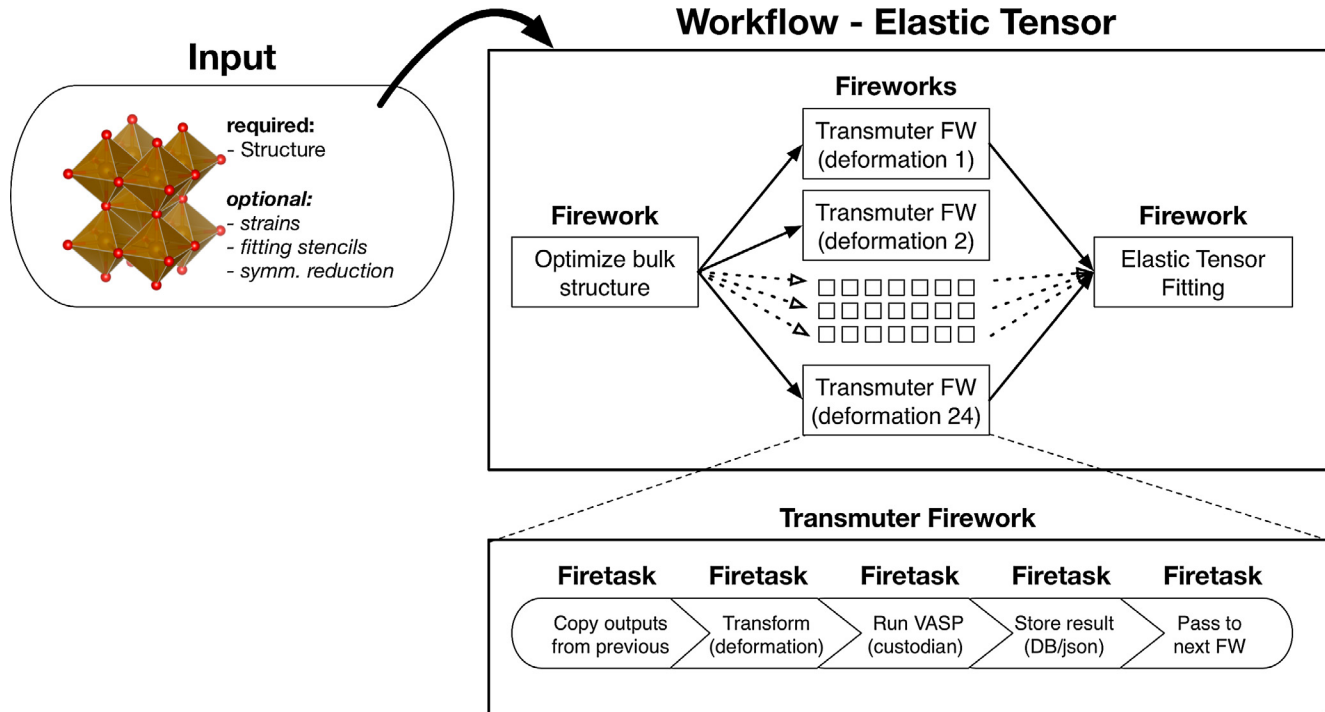 Input
required:
- Structure
optional:
- strains
- fitting stencils
- symm. reduction
Workflow - Elastic Tensor
Fireworks
Transmuter FW
(deformation 1)
Transmuter FW
(deformation 2)
Firework
Optimize bulk
structure
Transmuter FW
(deformation 24)
Firework
Elastic Tensor
Fitting
Transmuter Firework
Firetask
Copy outputs
from previous
Firetask
Transform
(deformation)
Firetask
Run VASP
(custodian)
Firetask
Store result
(DB/json)
Firetask
Pass to
next FW